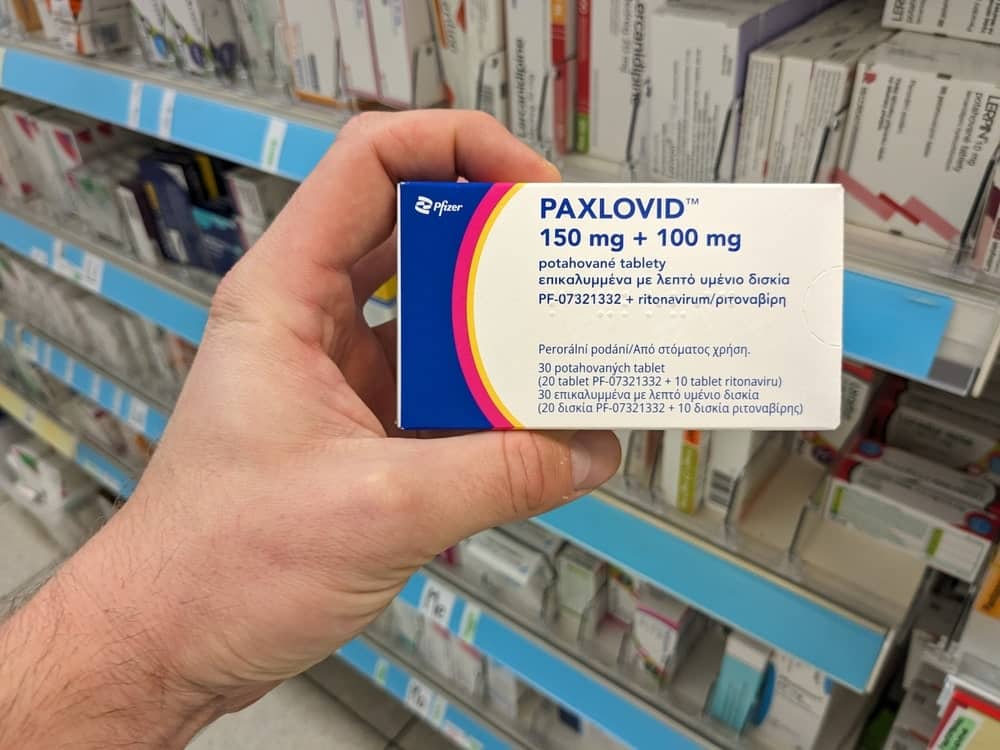 Pfizer
PAXLOVID™
150 mg + 100 mg
potahované tablety
επικαλυμμένα με λεπτό υμένιο δισκία
PF-07321332 + ritonavirum/ριτοναβίρη
Perorální podání/Από στόματος χρήση.
30 potahovaných tablet
(20 tablet PF-07321332 + 10 tablet ritonaviru)
30 επικαλυμμένα με λεπτό υμένιο δισκία
(20 δισκία PF-07321332 + 10 δισκία ριτοναβίρης)
potahované tablety